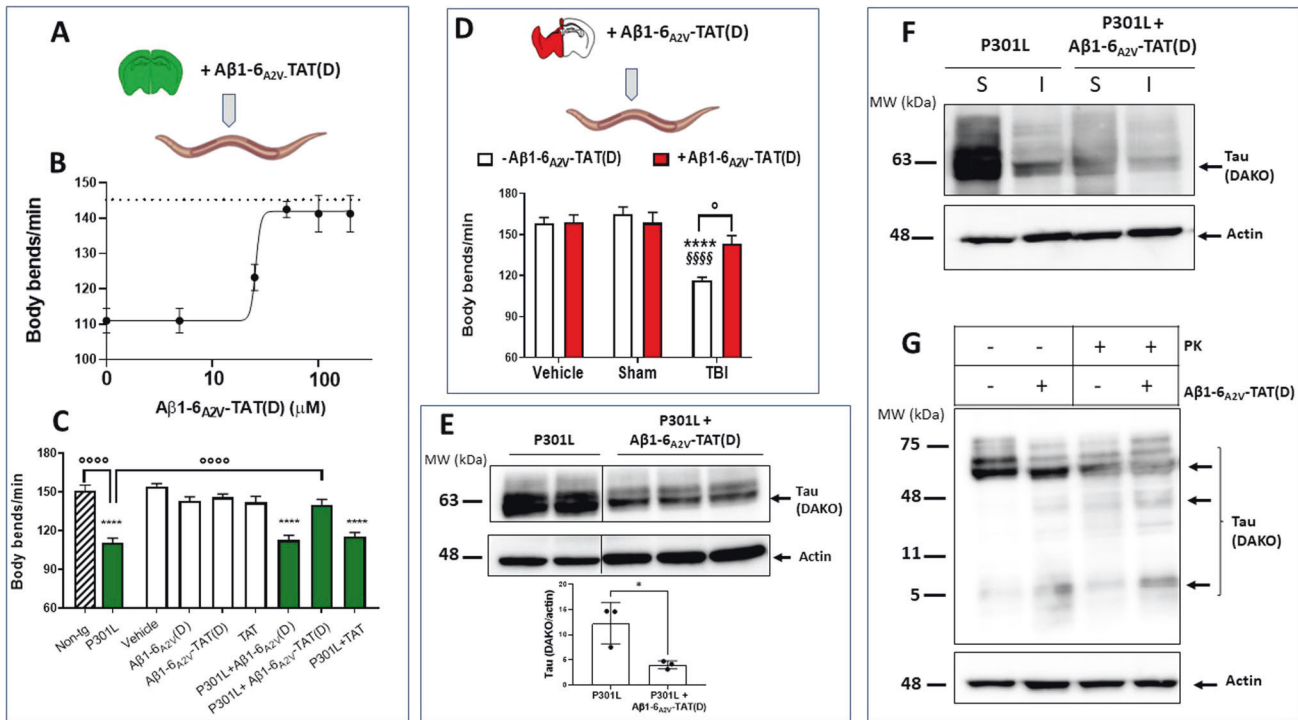 A
+ Aβ1-6A2V-TAT(D)
B
150
140
130
120
110
100
Body bends/min
0
10
100
Aβ1-6A2V-TAT(D) (μM)
C
°°°°
°°°°
180
150
120
90
60
Body bends/min
****
****
****
Non-tg
P301L
Vehicle
Aβ1-6A2V(D)
Aβ1-6A2V-TAT(D)
TAT
P301L+Aβ1-6A2V(D)
P301L+ Aβ1-6A2V-TAT(D)
P301L+TAT
D
+ Aβ1-6A2V-TAT(D)
-Aβ1-6A2V-TAT(D)
+Aβ1-6A2V-TAT(D)
180
150
120
90
60
Body bends/min
****
§§§§
°
Vehicle
Sham
TBI
E
P301L
P301L +
Aβ1-6A2V-TAT(D)
MW (kDa)
63
Tau
(DAKO)
48
Actin
Tau (DAKO/actin)
20
15
10
5
0
*
P301L
P301L +
Aβ1-6A2V-TAT(D)
F
P301L
P301L +
Aβ1-6A2V-TAT(D)
S I S I
MW (kDa)
63
Tau
(DAKO)
48
Actin
G
- - + + PK
- + - + Aβ1-6A2V-TAT(D)
MW (kDa)
75
48
11
5
Tau
(DAKO)
48
Actin